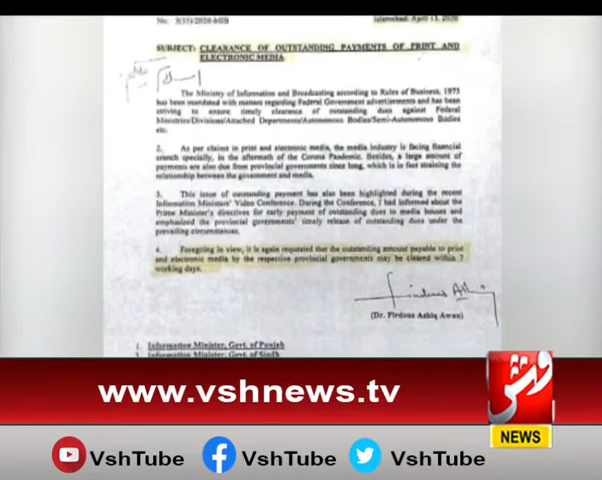 No. 3(33)/2020-AGB
Islamabad: April 13, 2020
SUBJECT: CLEARANCE OF OUTSTANDING PAYMENTS OF PRINT AND
ELECTRONIC MEDIA
The Ministry of Information and Broadcasting according to Rules of Business, 1973
has been mandated with matters regarding Federal Government advertisements and has been
striving to ensure timely clearance of outstanding dues against Federal
Ministries/Divisions/Attached Departments/Autonomous Bodies/Semi-Autonomous Bodies
etc.
2. As per claims in print and electronic media, the media industry is facing financial
crunch specially, in the aftermath of the Corona Pandemic. Besides, a large amount of
payments are also due from provincial governments since long, which is in fact straining the
relationship between the government and media.
3. This issue of outstanding payment has also been highlighted during the recent
Information Ministers' Video Conference. During the Conference, I had informed about the
Prime Minister's directives for early payment of outstanding dues to media houses and
emphasized the provincial governments' timely release of outstanding dues under the
prevailing circumstances.
4. Foregoing in view, it is again requested that the outstanding amount payable to print
and electronic media by the respective provincial governments may be cleared within 7
working days.
(Dr. Firdous Ashiq Awan)
1. Information Minister, Govt. of Punjab
2. Information Minister, Govt. of Sindh
www.vshnews.tv
وش
NEWS
VshTube VshTube VshTube